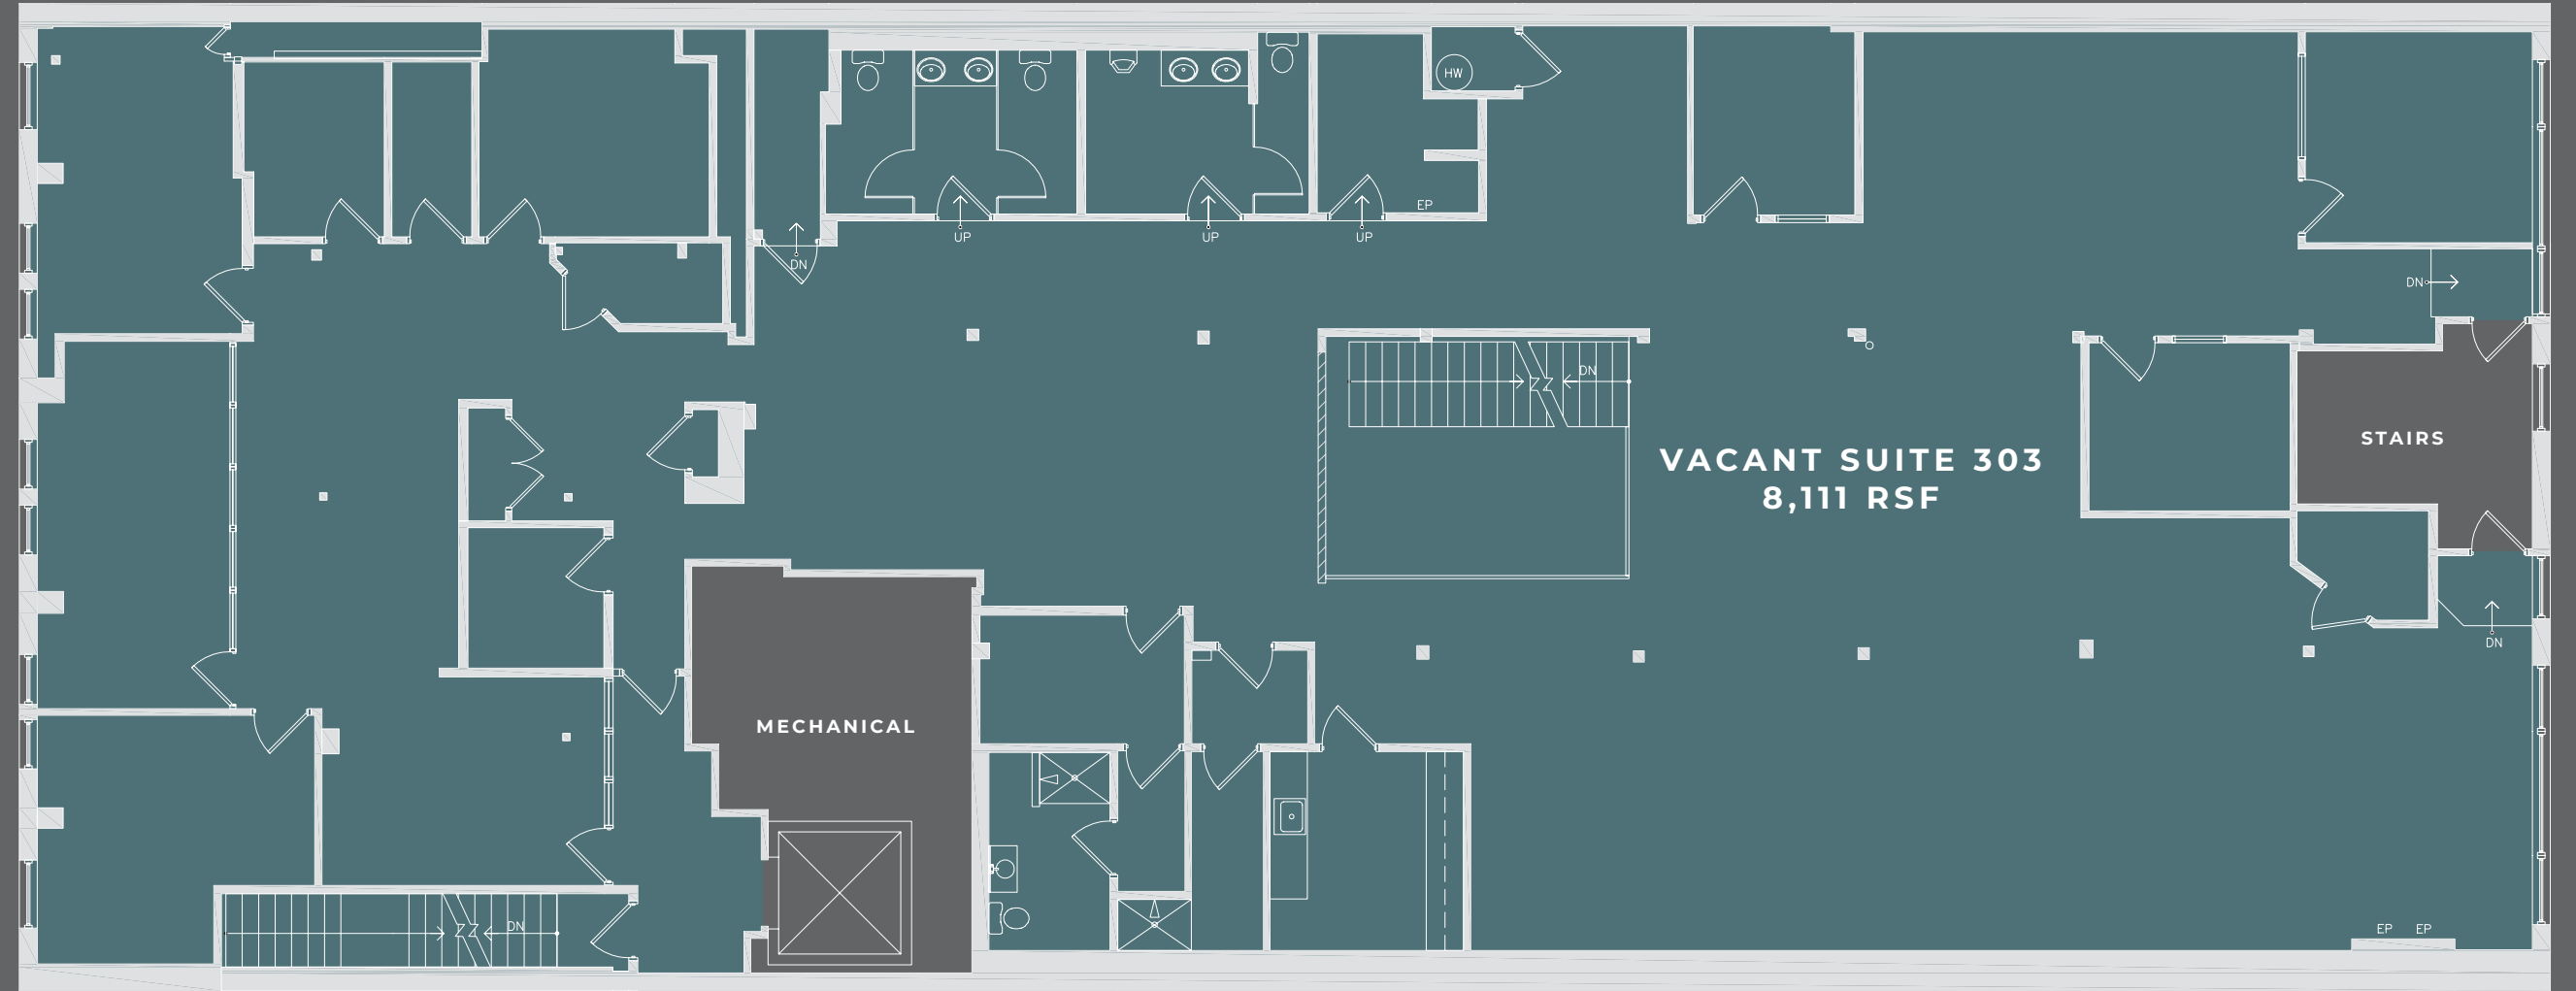 HW
EP
UP
UP
UP
DN
DN
DN
STAIRS
VACANT SUITE 303
8,111 RSF
DN
MECHANICAL
DN
EP EP